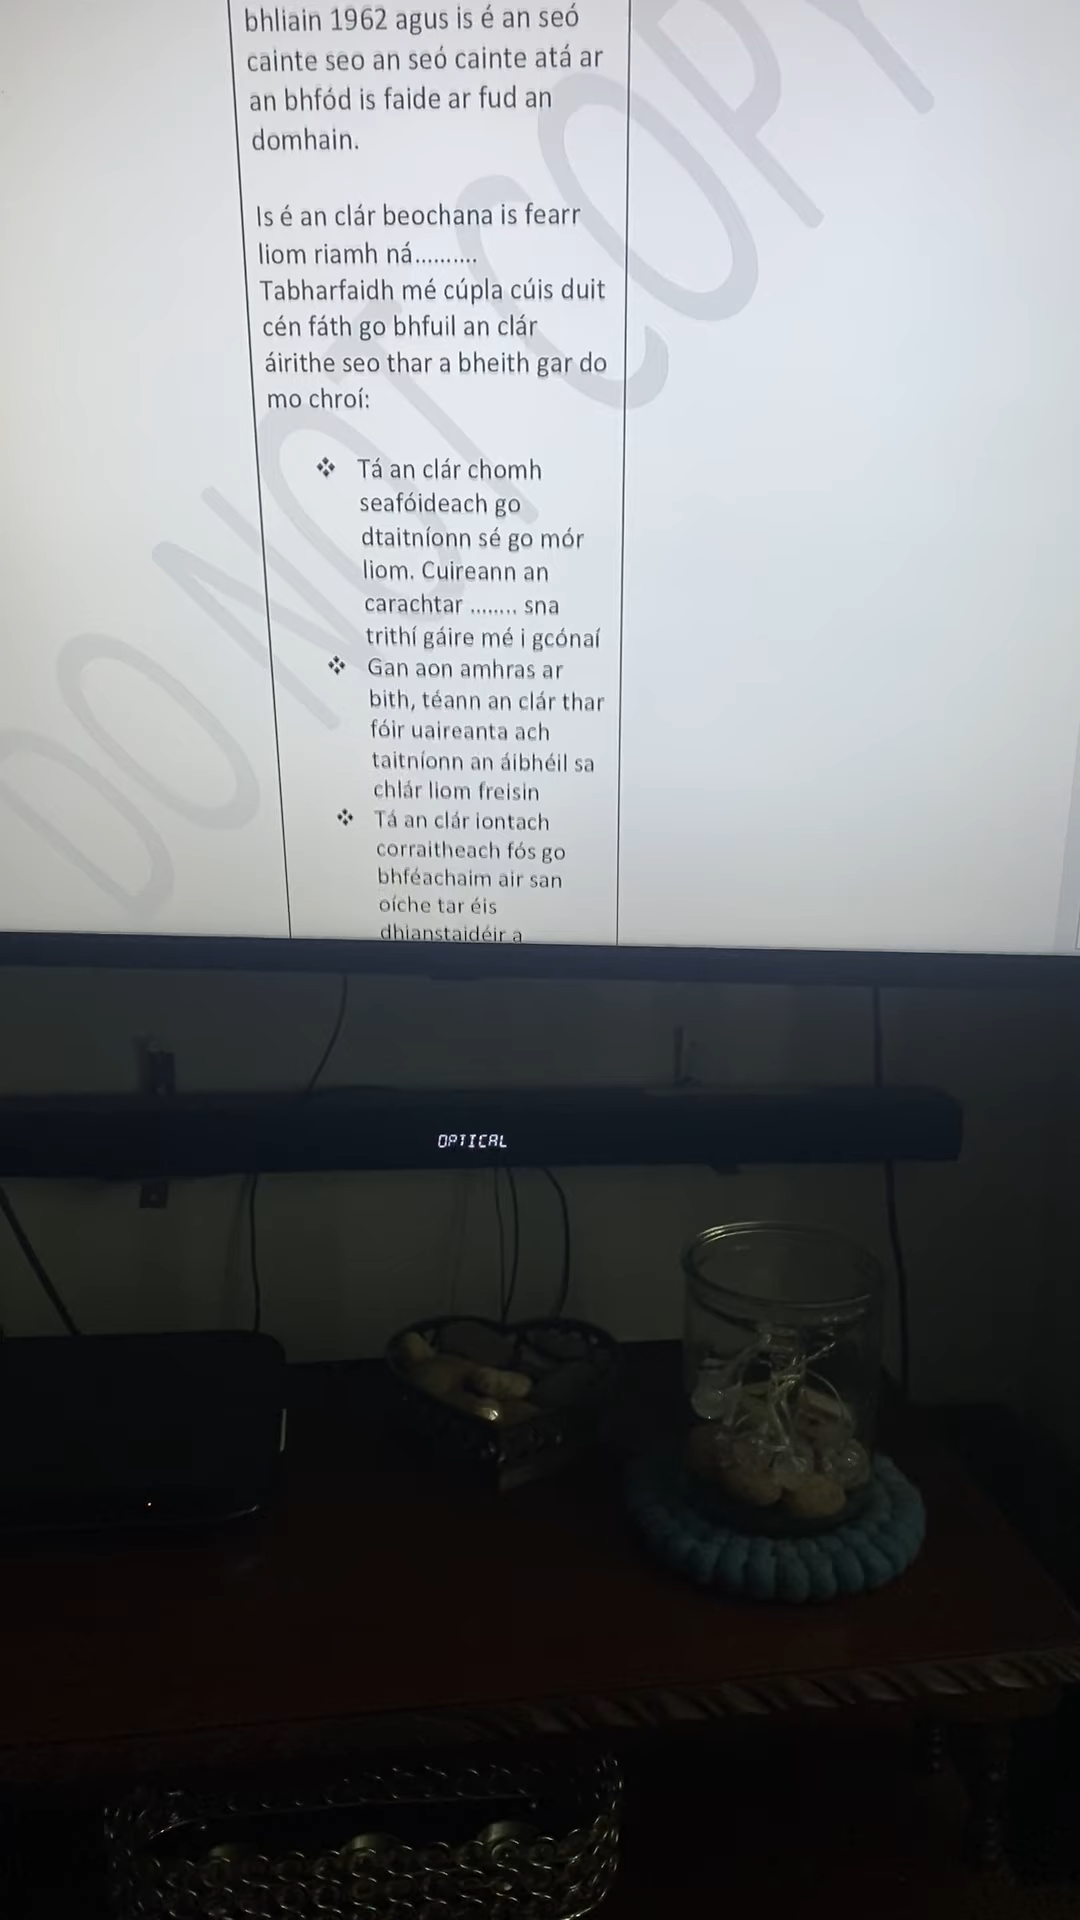 bhliain 1962 agus is é an seó
cainte seo an seó cainte atá ar
an bhfód is faide ar fud an
domhain.
Is é an clár beochana is fearr
liom riamh ná..........
Tabharfaidh mé cúpla cúis duit
cén fáth go bhfuil an clár
áirithe seo thar a bheith gar do
mo chroí:
❖ Tá an clár chomh
seafóideach go
dtaitníonn sé go mór
liom. Cuireann an
carachtar ........ sna
trithí gáire mé i gcónaí
❖ Gan aon amhras ar
bith, téann an clár thar
fóir uaireanta ach
taitníonn an áibhéil sa
chlár liom freisin
❖ Tá an clár iontach
corraitheach fós go
bhféachaim air san
oíche tar éis
dhianstaidéir a
DO NOT COPY
OPTICAL